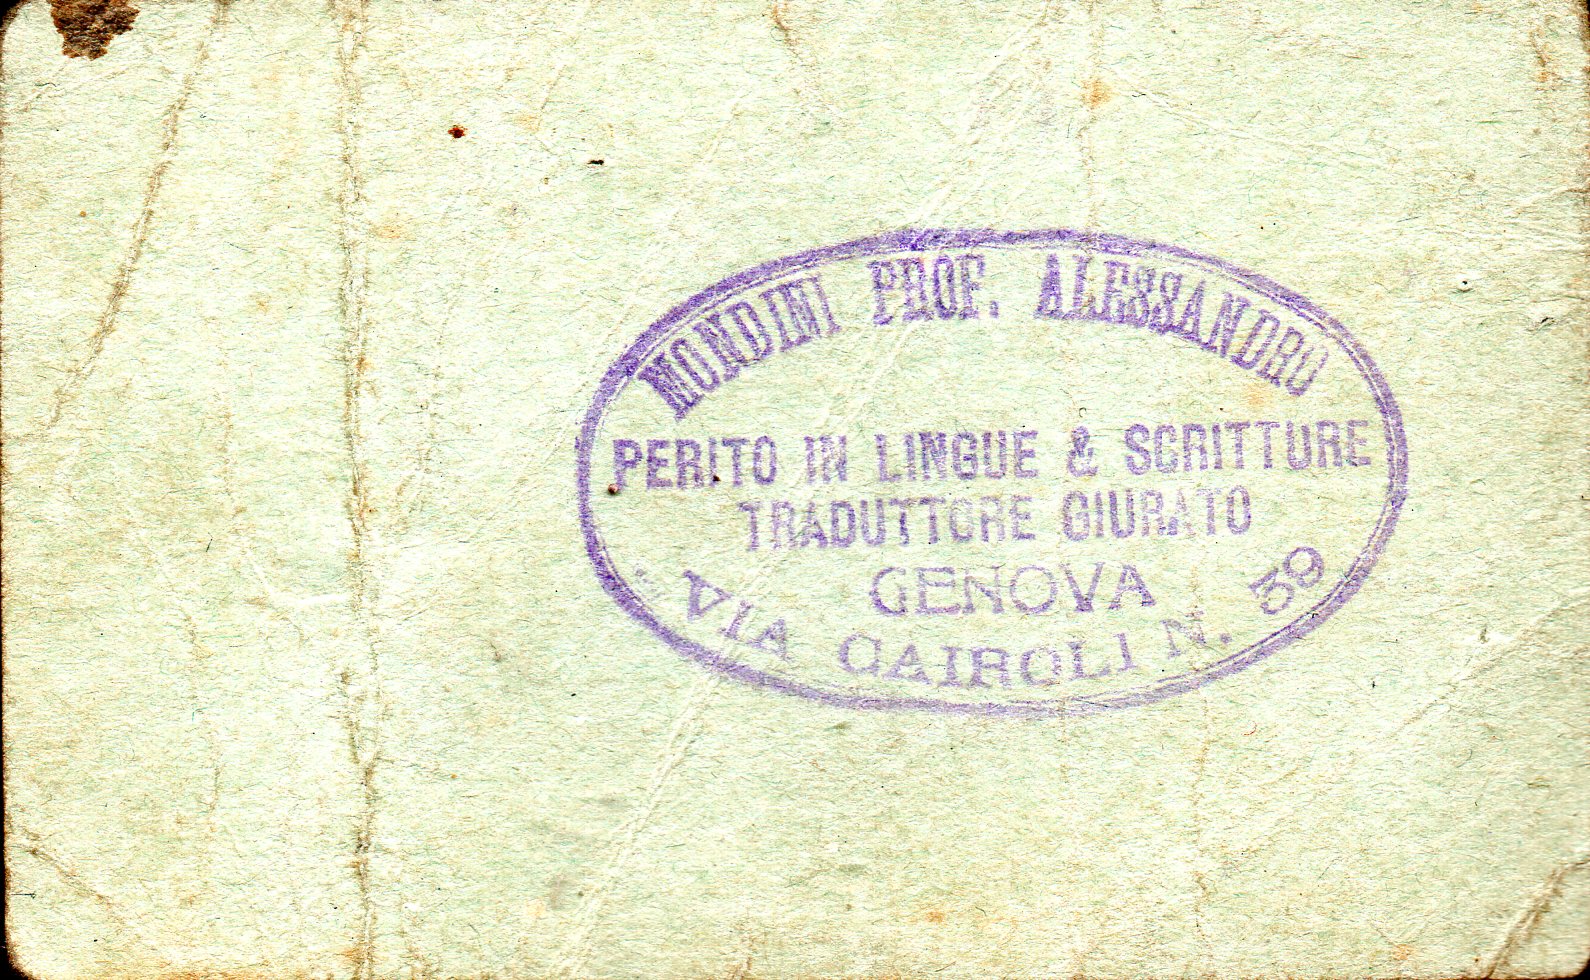 MONDINI PROF. ALESSANDRO
PERITO IN LINGUE & SCRITTURE
TRADUTTORE GIURATO
GENOVA
VIA CAIROLI N. 39